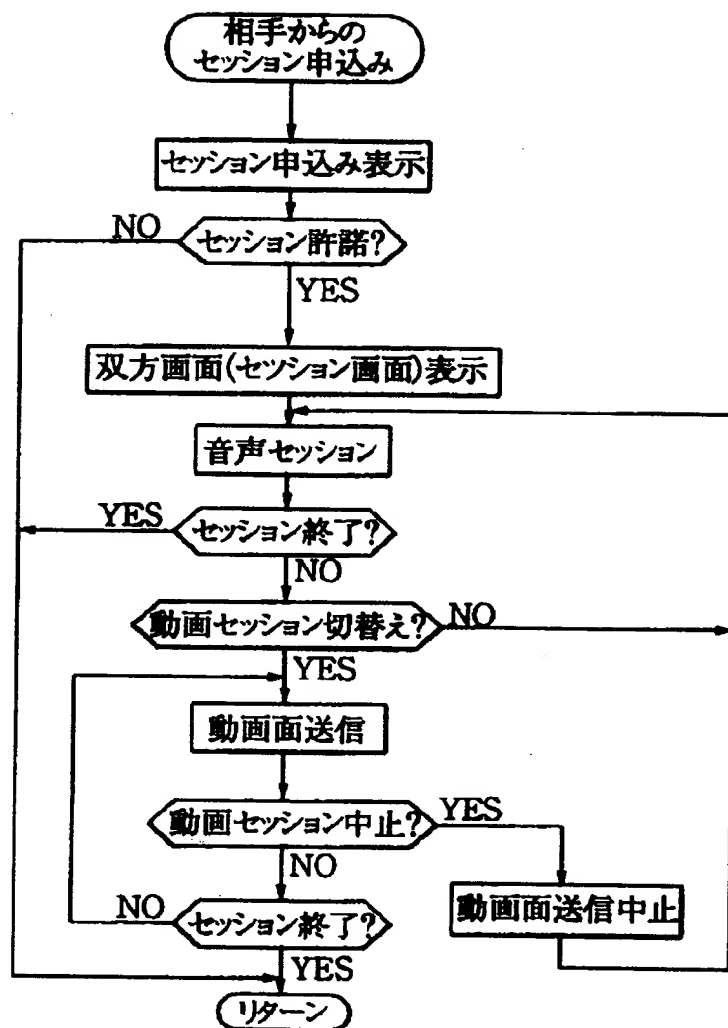 相手からの
セッション申込み
セッション申込み表示
NO
セッション許諾?
YES
双方画面(セツション画面)表示
音声セッション
YES
セッション終了?
NO
動画セッション切替え?
NO
YES
動画面送信
動画セッション中止?
YES
NO
動画面送信中止
NO
セッション終了?
YES
リターン